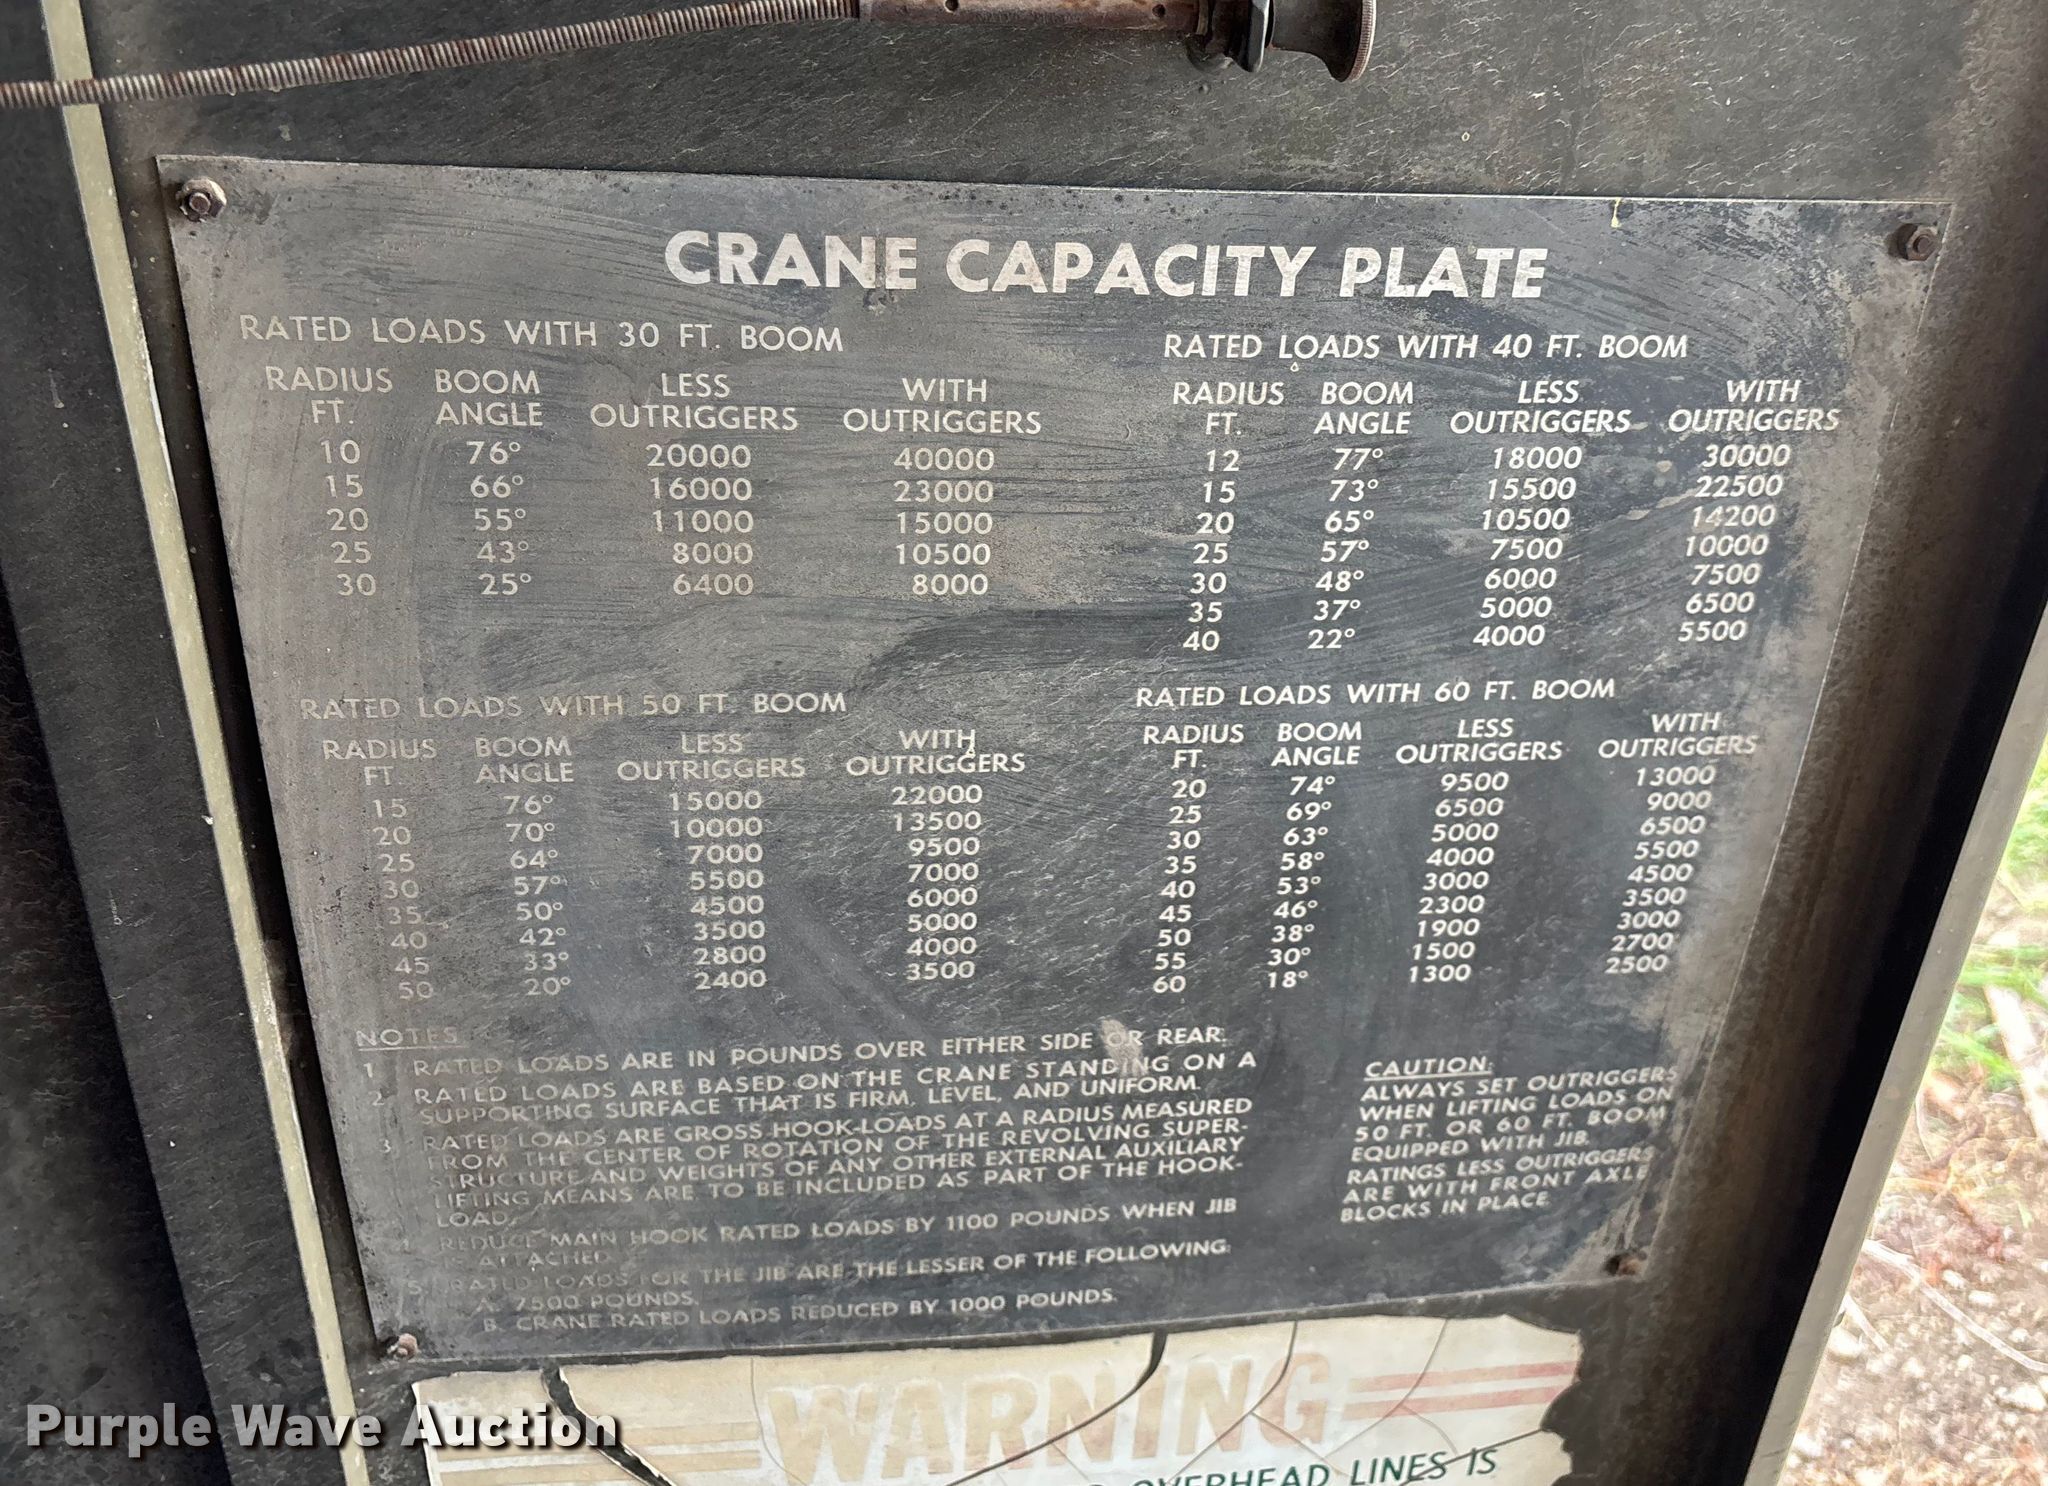 CRANE CAPACITY PLATE
RATED LOADS WITH 30 FT. BOOM
RADIUS BOOM LESS WITH
FT. ANGLE OUTRIGGERS OUTRIGGERS
10 76° 20000 40000
15 66° 16000 23000
20 55° 11000 15000
25 43° 8000 10500
30 25° 6400 8000
RATED LOADS WITH 40 FT. BOOM
RADIUS BOOM LESS WITH
FT. ANGLE OUTRIGGERS OUTRIGGERS
12 77° 18000 30000
15 73° 15500 22500
20 65° 10500 14200
25 57° 7500 10000
30 48° 6000 7500
35 37° 5000 6500
40 22° 4000 5500
RATED LOADS WITH 50 FT. BOOM
RADIUS BOOM LESS WITH
FT. ANGLE OUTRIGGERS OUTRIGGERS
15 76° 15000 22000
20 70° 10000 13500
25 64° 7000 9500
30 57° 5500 7000
35 50° 4500 6000
40 42° 3500 5000
45 33° 2800 4000
50 20° 2400 3500
RATED LOADS WITH 60 FT. BOOM
RADIUS BOOM LESS WITH
FT. ANGLE OUTRIGGERS OUTRIGGERS
20 74° 9500 13000
25 69° 6500 9000
30 63° 5000 6500
35 58° 4000 5500
40 53° 3000 4500
45 46° 2300 3500
50 38° 1900 3000
55 30° 1500 2700
60 18° 1300 2500
NOTES
1 RATED LOADS ARE IN POUNDS OVER EITHER SIDE OR REAR.
2. RATED LOADS ARE BASED ON THE CRANE STANDING ON A
SUPPORTING SURFACE THAT IS FIRM, LEVEL, AND UNIFORM.
3 RATED LOADS ARE GROSS HOOK-LOADS AT A RADIUS MEASURED
FROM THE CENTER OF ROTATION OF THE REVOLVING SUPER-
STRUCTURE AND WEIGHTS OF ANY OTHER EXTERNAL AUXILIARY
LIFTING MEANS ARE TO BE INCLUDED AS PART OF THE HOOK-
LOAD.
4. REDUCE MAIN HOOK RATED LOADS BY 1100 POUNDS WHEN JIB
IS ATTACHED
5. RATED LOADS FOR THE JIB ARE THE LESSER OF THE FOLLOWING:
A. 7500 POUNDS.
B. CRANE RATED LOADS REDUCED BY 1000 POUNDS.
CAUTION:
ALWAYS SET OUTRIGGERS
WHEN LIFTING LOADS ON
50 FT. OR 60 FT. BOOM
EQUIPPED WITH JIB.
RATINGS LESS OUTRIGGERS
ARE WITH FRONT AXLE
BLOCKS IN PLACE.
WARNING
OVERHEAD LINES IS
Purple Wave Auction